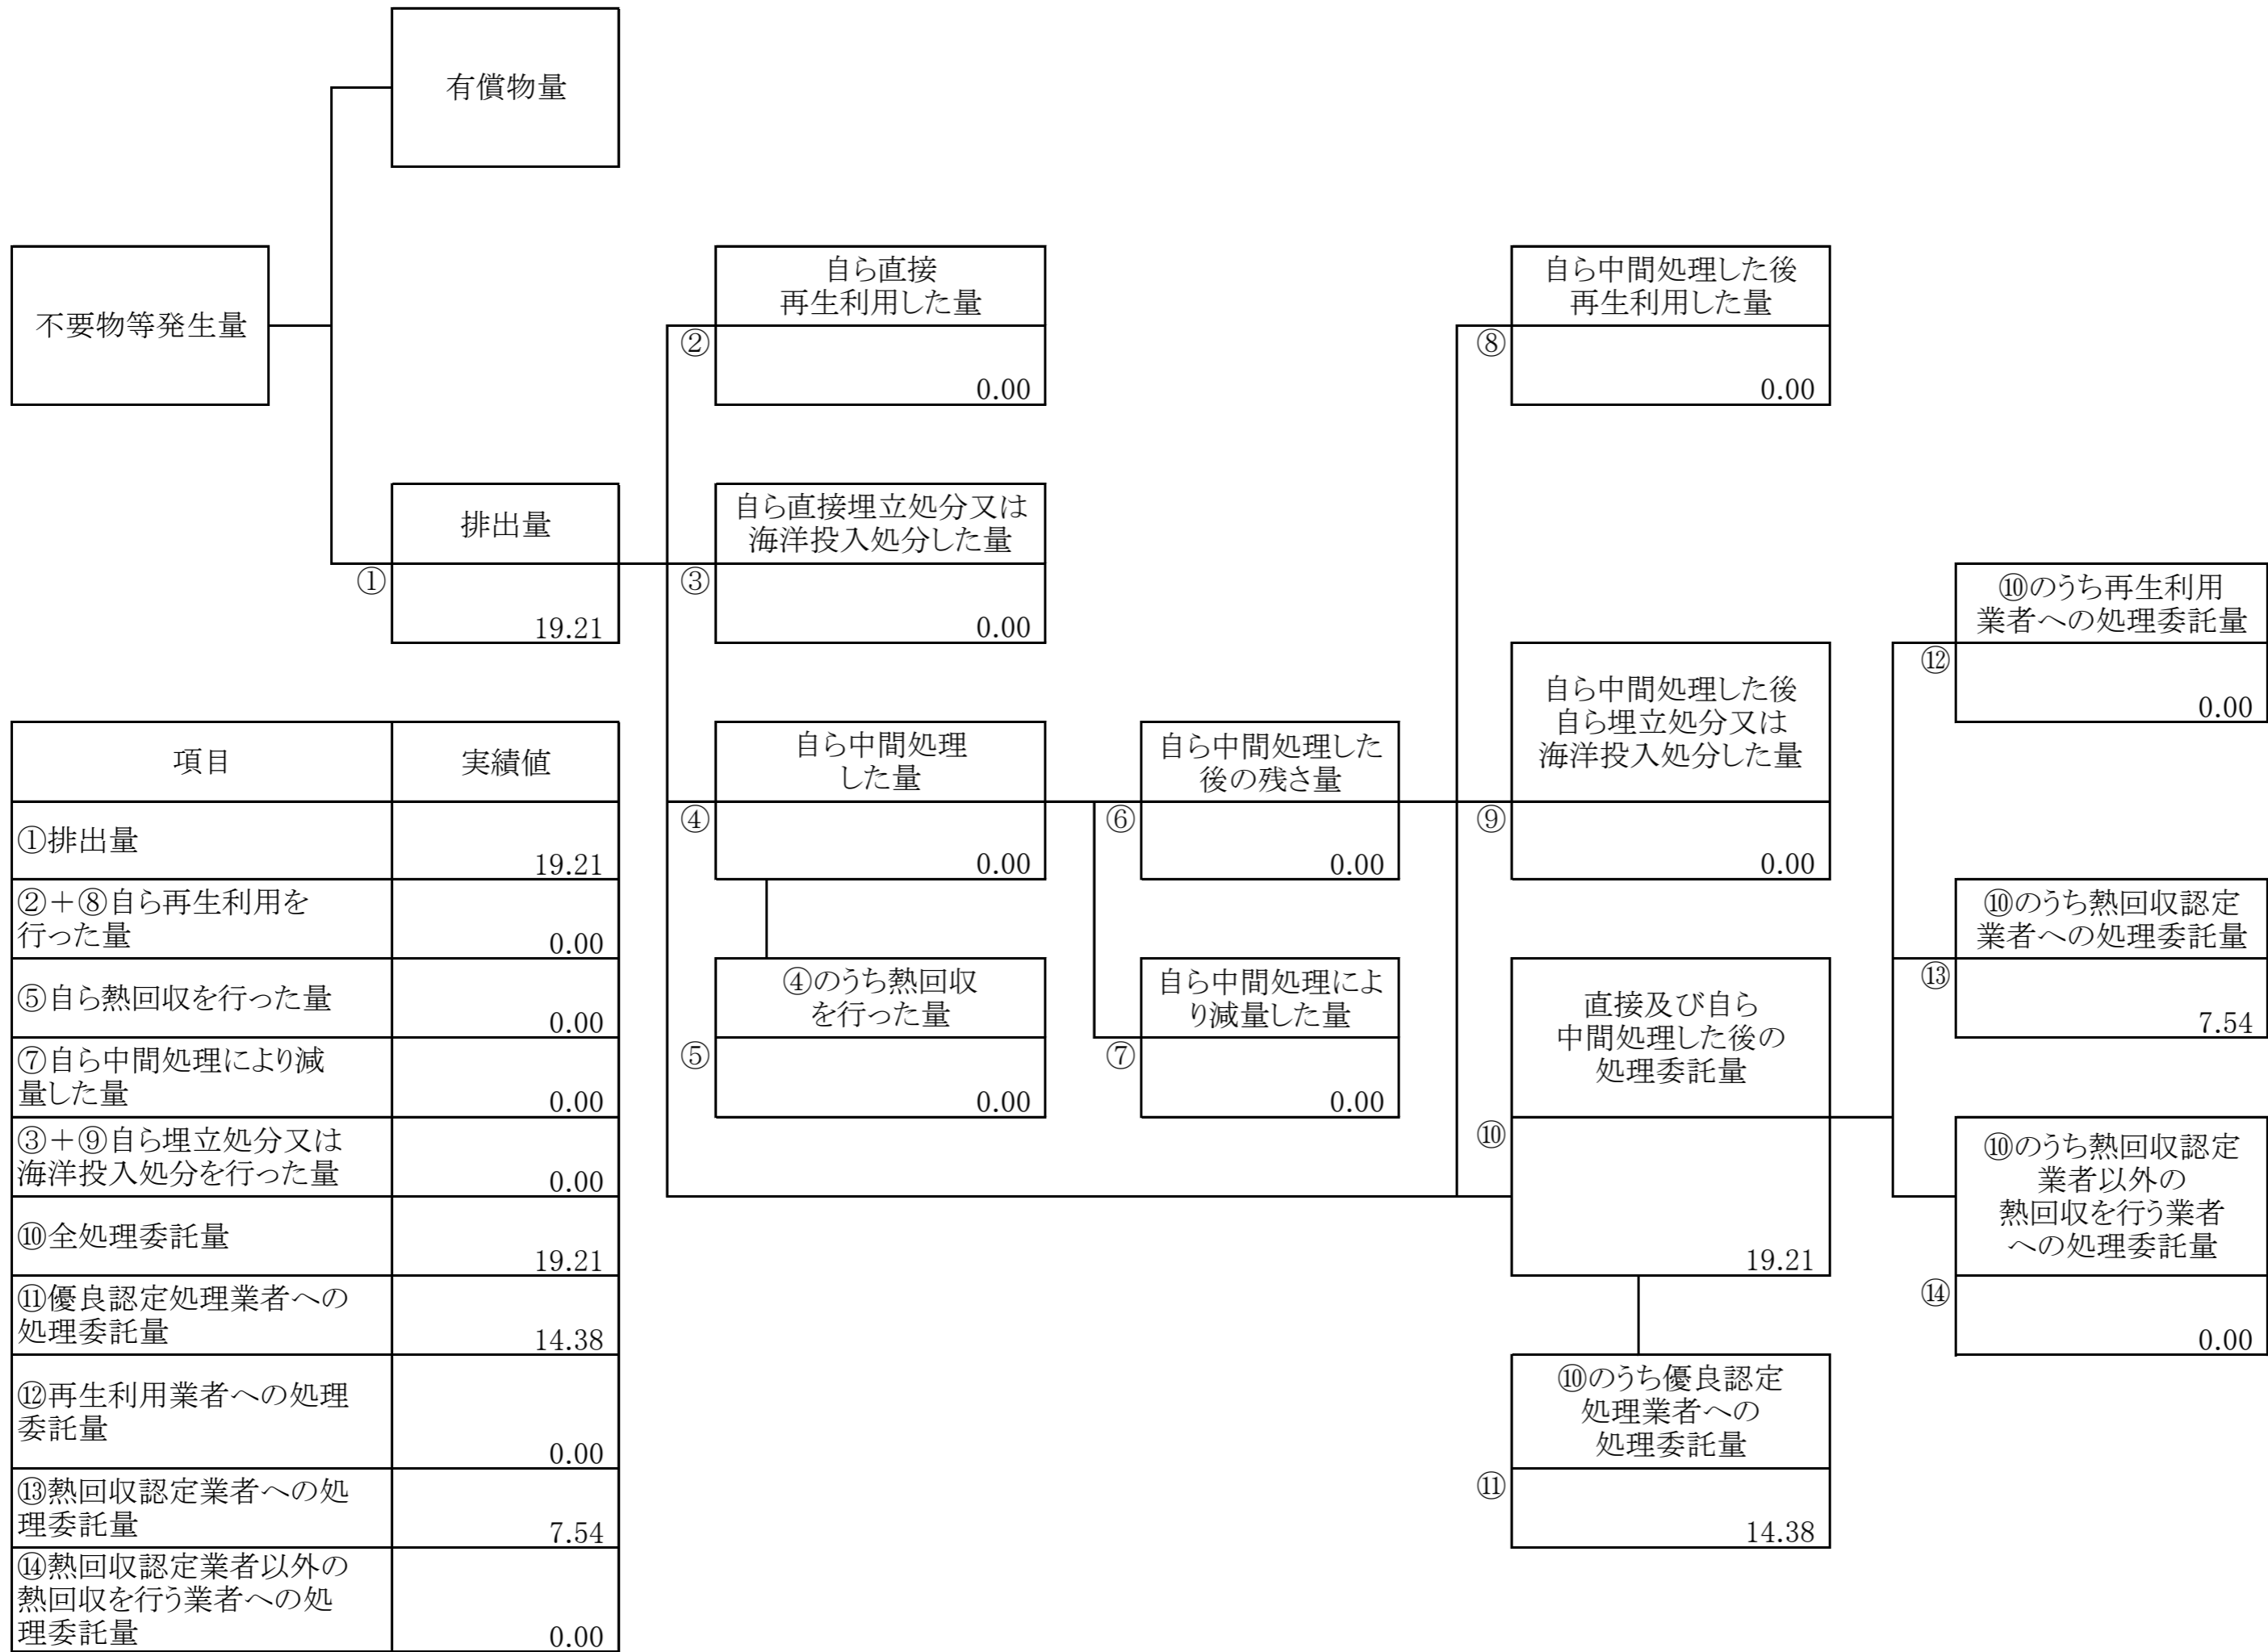 有償物量
不要物等発生量
自ら直接
再生利用した量
②
0.00
自ら中間処理した後
再生利用した量
⑧
0.00
排出量
①
19.21
自ら直接埋立処分又は
海洋投入処分した量
③
0.00
⑩のうち再生利用
業者への処理委託量
⑫
0.00
自ら中間処理
した量
④
0.00
自ら中間処理した
後の残さ量
⑥
0.00
自ら中間処理した後
自ら埋立処分又は
海洋投入処分した量
⑨
0.00
⑩のうち熱回収認定
業者への処理委託量
⑬
7.54
④のうち熱回収
を行った量
⑤
0.00
自ら中間処理によ
り減量した量
⑦
0.00
直接及び自ら
中間処理した後の
処理委託量
⑩
19.21
⑩のうち熱回収認定
業者以外の
熱回収を行う業者
への処理委託量
⑭
0.00
⑩のうち優良認定
処理業者への
処理委託量
⑪
14.38
項目 実績値
①排出量
19.21
②＋⑧自ら再生利用を
行った量
0.00
⑤自ら熱回収を行った量
0.00
⑦自ら中間処理により減
量した量
0.00
③＋⑨自ら埋立処分又は
海洋投入処分を行った量
0.00
⑩全処理委託量
19.21
⑪優良認定処理業者への
処理委託量
14.38
⑫再生利用業者への処理
委託量
0.00
⑬熱回収認定業者への処
理委託量
7.54
⑭熱回収認定業者以外の
熱回収を行う業者への処
理委託量
0.00